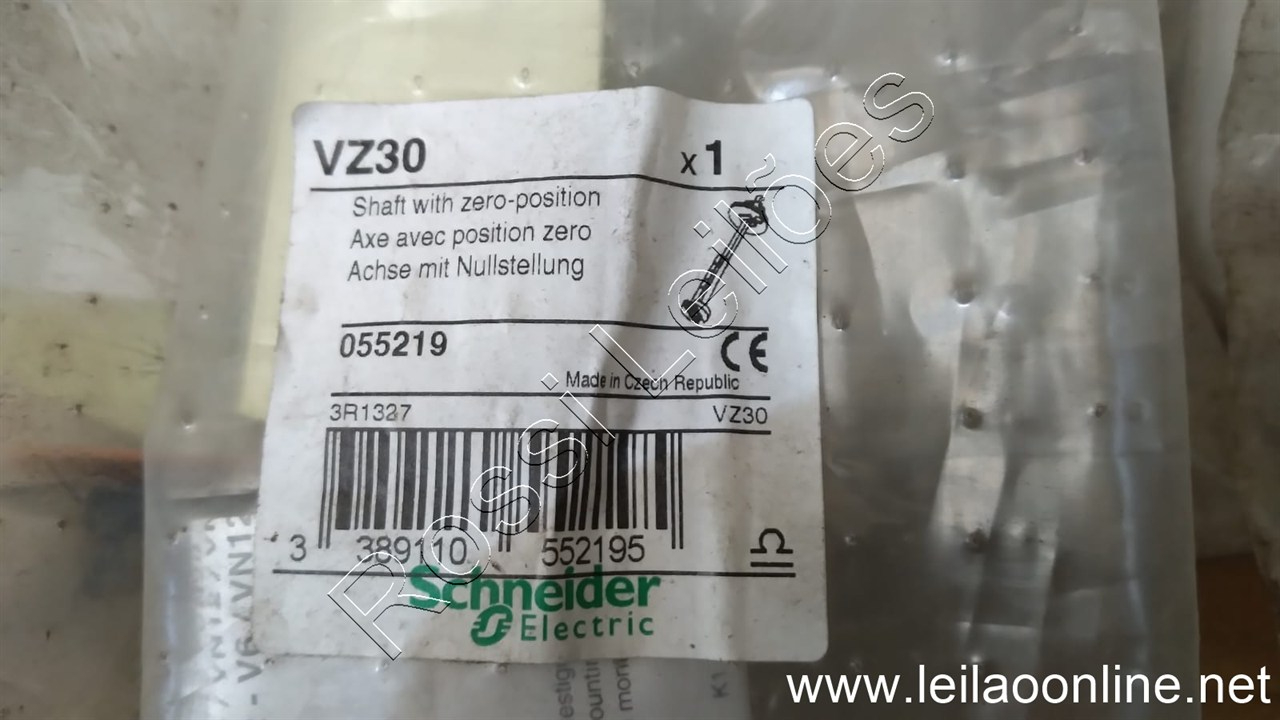 VZ30 x1
Shaft with zero-position
Axe avec position zero
Achse mit Nullstellung
055219
CE
Made in Czech Republic
3R1327 VZ30
3 389110 552195
Schneider
Electric
Rossi Leilões
www.leilaoonline.net